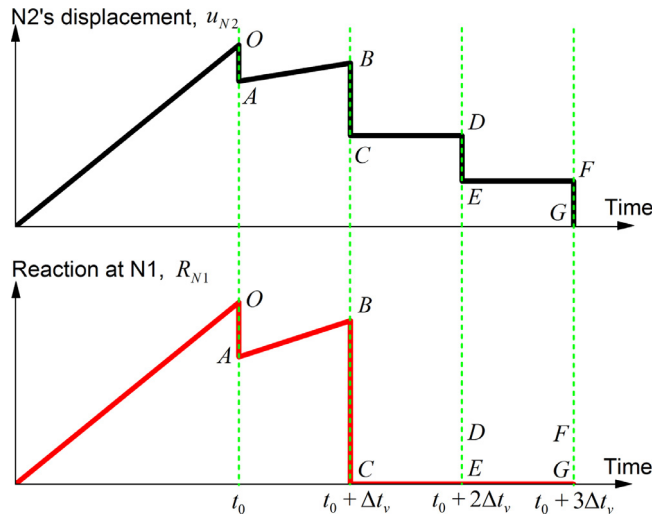 N2's displacement, u_{N2}
O
B
A
D
C
F
E
G
Time
Reaction at N1, R_{N1}
O
B
A
D F
Time
C E G
t_0 t_0 + Δt_v t_0 + 2Δt_v t_0 + 3Δt_v